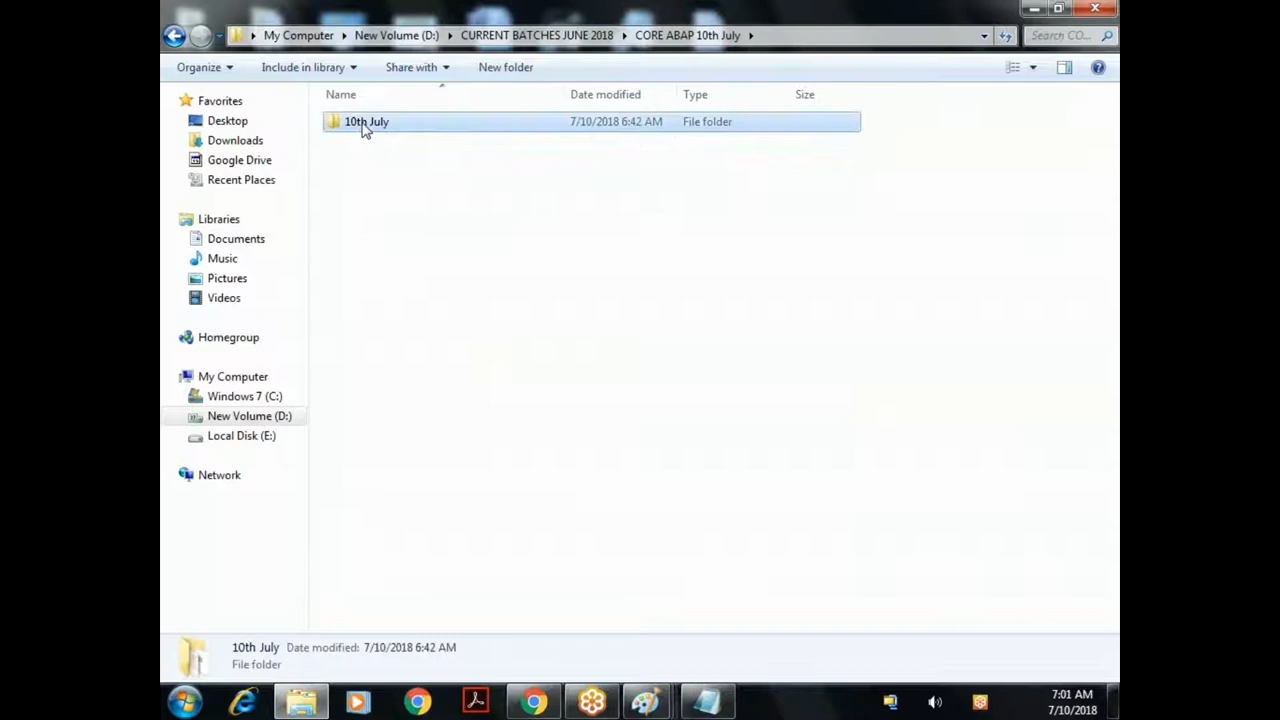 My Computer New Volume (D:) CURRENT BATCHES JUNE 2018 CORE ABAP 10th July Search CO...
Organize Include in library Share with New folder
Name Date modified Type Size
10th July 7/10/2018 6:42 AM File folder
Favorites
Desktop
Downloads
Google Drive
Recent Places
Libraries
Documents
Music
Pictures
Videos
Homegroup
My Computer
Windows 7 (C:)
New Volume (D:)
Local Disk (E:)
Network
10th July Date modified: 7/10/2018 6:42 AM
File folder
7:01 AM
7/10/2018